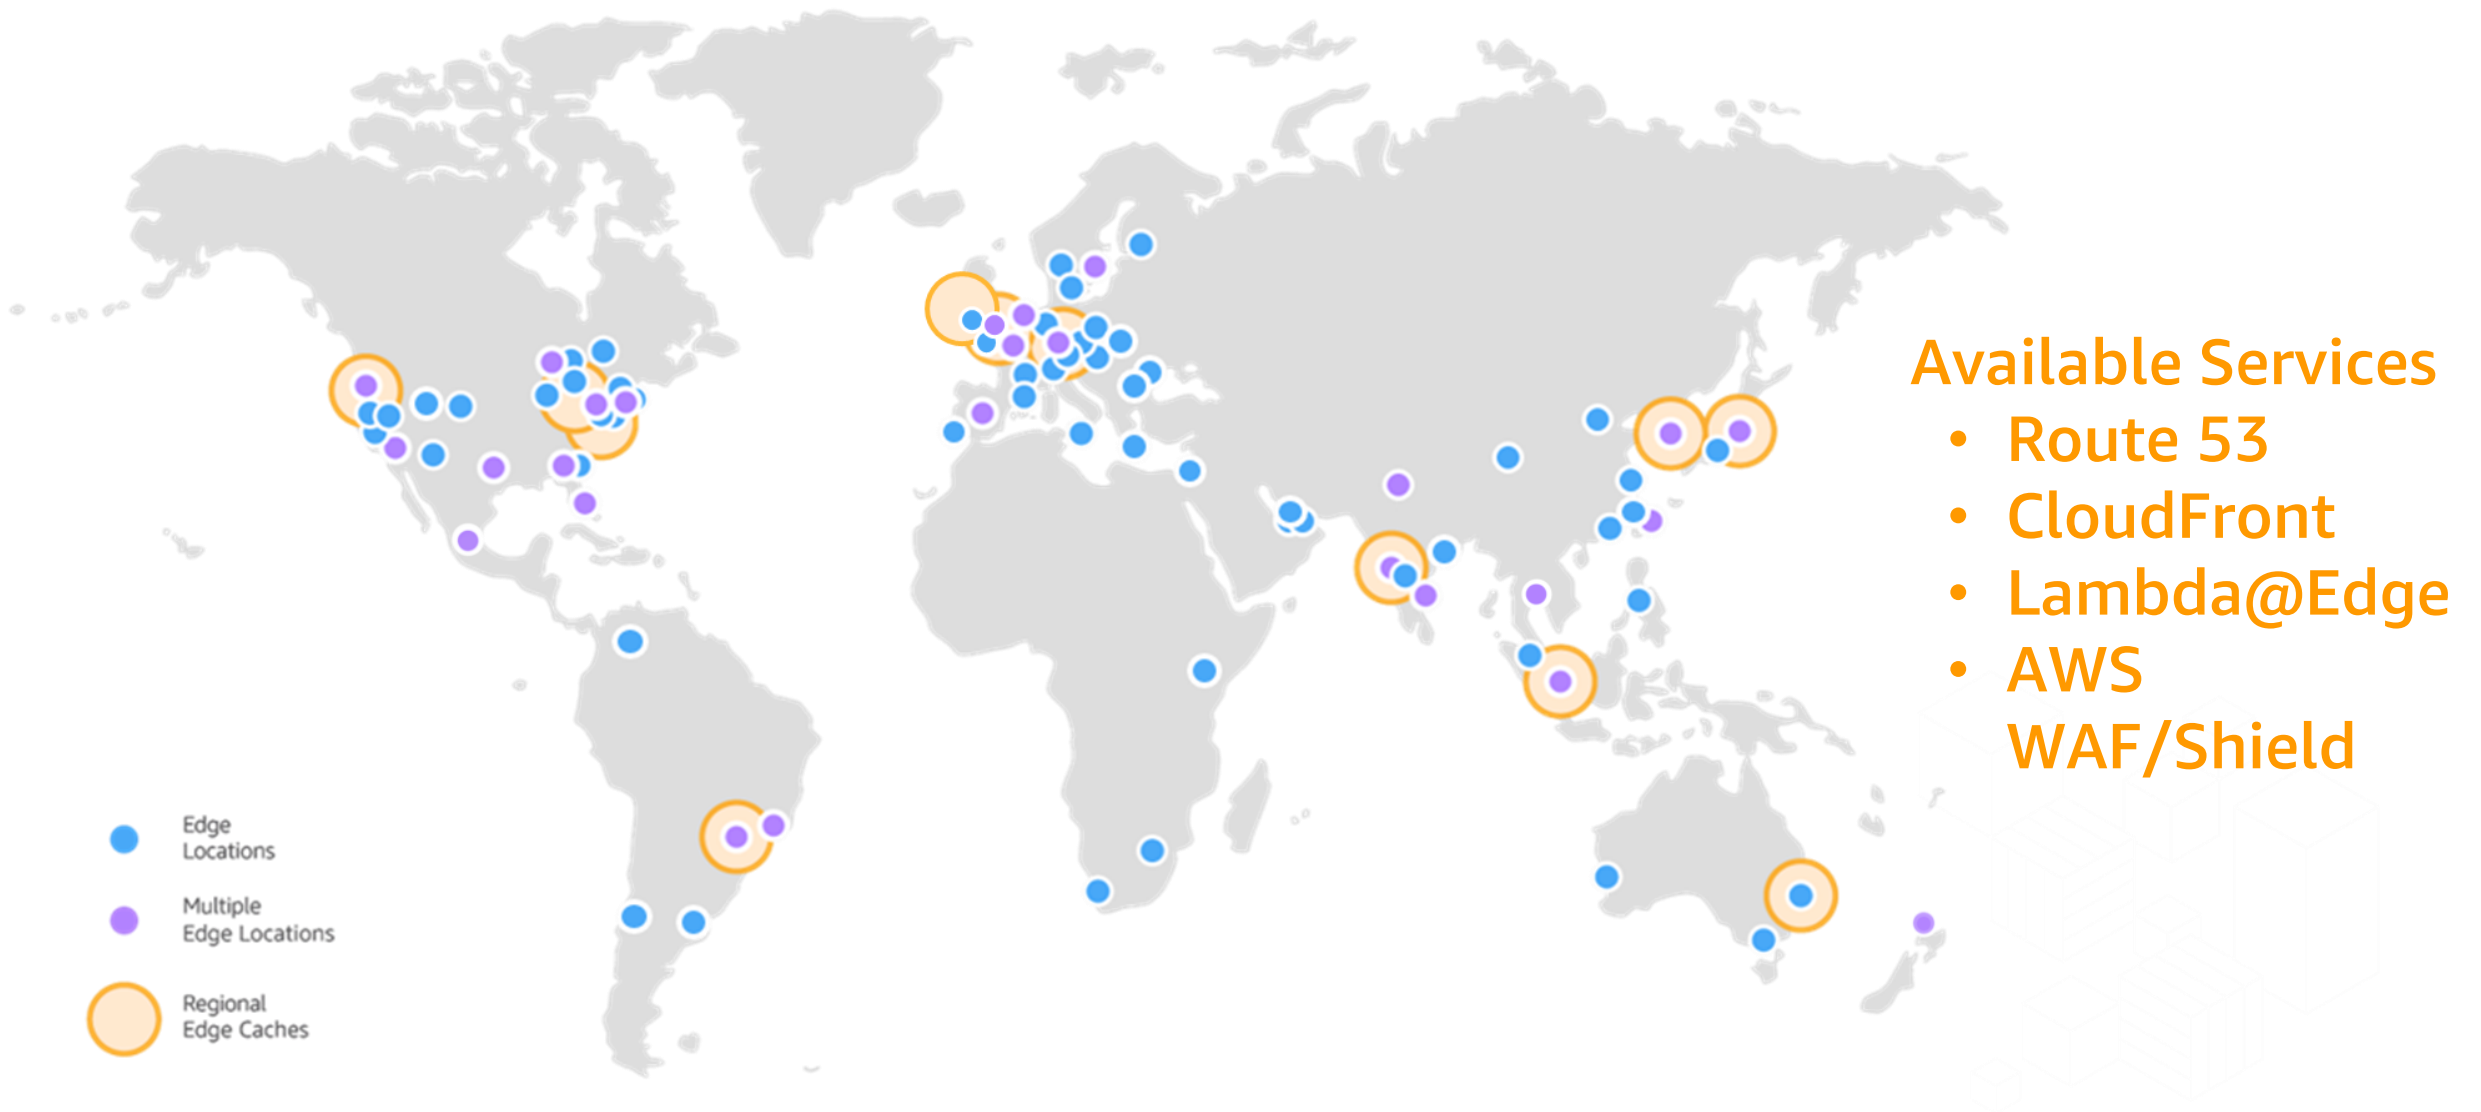 Available Services
• Route 53
• CloudFront
• Lambda@Edge
• AWS
WAF/Shield
Edge
Locations
Multiple
Edge Locations
Regional
Edge Caches